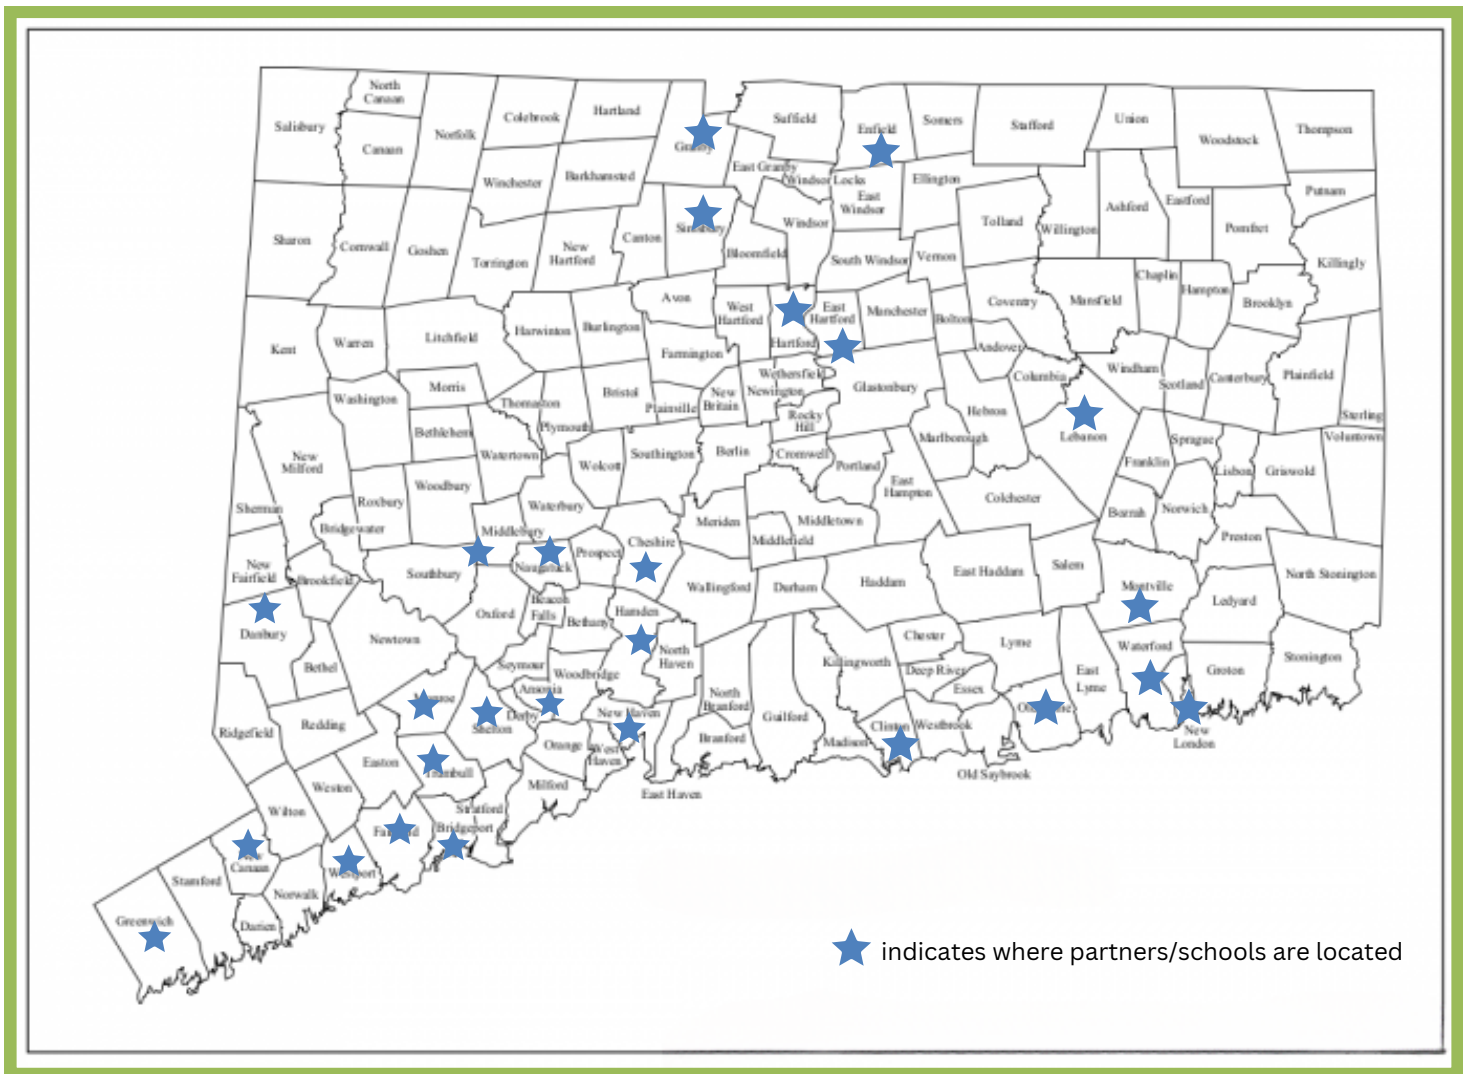 North
Canaan
Salisbury
Canaan
Norfolk
Colebrook
Hartland
Suffield
Enfield
Somers
Stafford
Union
Woodstock
Thompson
Winchester
Barkhamsted
East Granby
Windsor Locks
East
Windsor
Ellington
Tolland
Willington
Ashford
Eastford
Pomfret
Putnam
Killingly
Sharon
Cornwall
Goshen
Torrington
New
Hartford
Canton
Bloomfield
Windsor
South Windsor
Vernon
Coventry
Mansfield
Chaplin
Hampton
Brooklyn
Kent
Warren
Litchfield
Harwinton
Burlington
Avon
Farmington
West
Hartford
Hartford
East
Hartford
Manchester
Bolton
Andover
Columbia
Windham
Scotland
Canterbury
Plainfield
Sterling
Voluntown
Washington
Morris
Bethlehem
Thomaston
Plymouth
Bristol
Plainville
New
Britain
Wethersfield
Newington
Rocky
Hill
Glastonbury
Hebron
Marlborough
Lebanon
Franklin
Sprague
Lisbon
Griswold
New
Milford
Sherman
Roxbury
Woodbury
Watertown
Wolcott
Southington
Berlin
Cromwell
Portland
East
Hampton
Colchester
Bozrah
Norwich
Preston
Bridgewater
Waterbury
Middlebury
Meriden
Middletown
Middlefield
New
Fairfield
Brookfield
Southbury
Naugatuck
Prospect
Cheshire
Wallingford
Durham
Haddam
East Haddam
Salem
Montville
Ledyard
North Stonington
Danbury
Bethel
Newtown
Oxford
Beacon
Falls
Bethany
Hamden
North
Haven
Killingworth
Chester
Deep River
Essex
Lyme
East
Lyme
Waterford
Groton
Stonington
Seymour
Woodbridge
Ansonia
Derby
Shelton
New Haven
North
Branford
Guilford
Madison
Clinton
Westbrook
New
London
Ridgefield
Redding
Easton
Orange
West
Haven
Branford
Old Saybrook
Milford
East Haven
Weston
Wilton
Stratford
Bridgeport
Canaan
Stamford
Norwalk
Darien
Greenwich
indicates where partners/schools are located